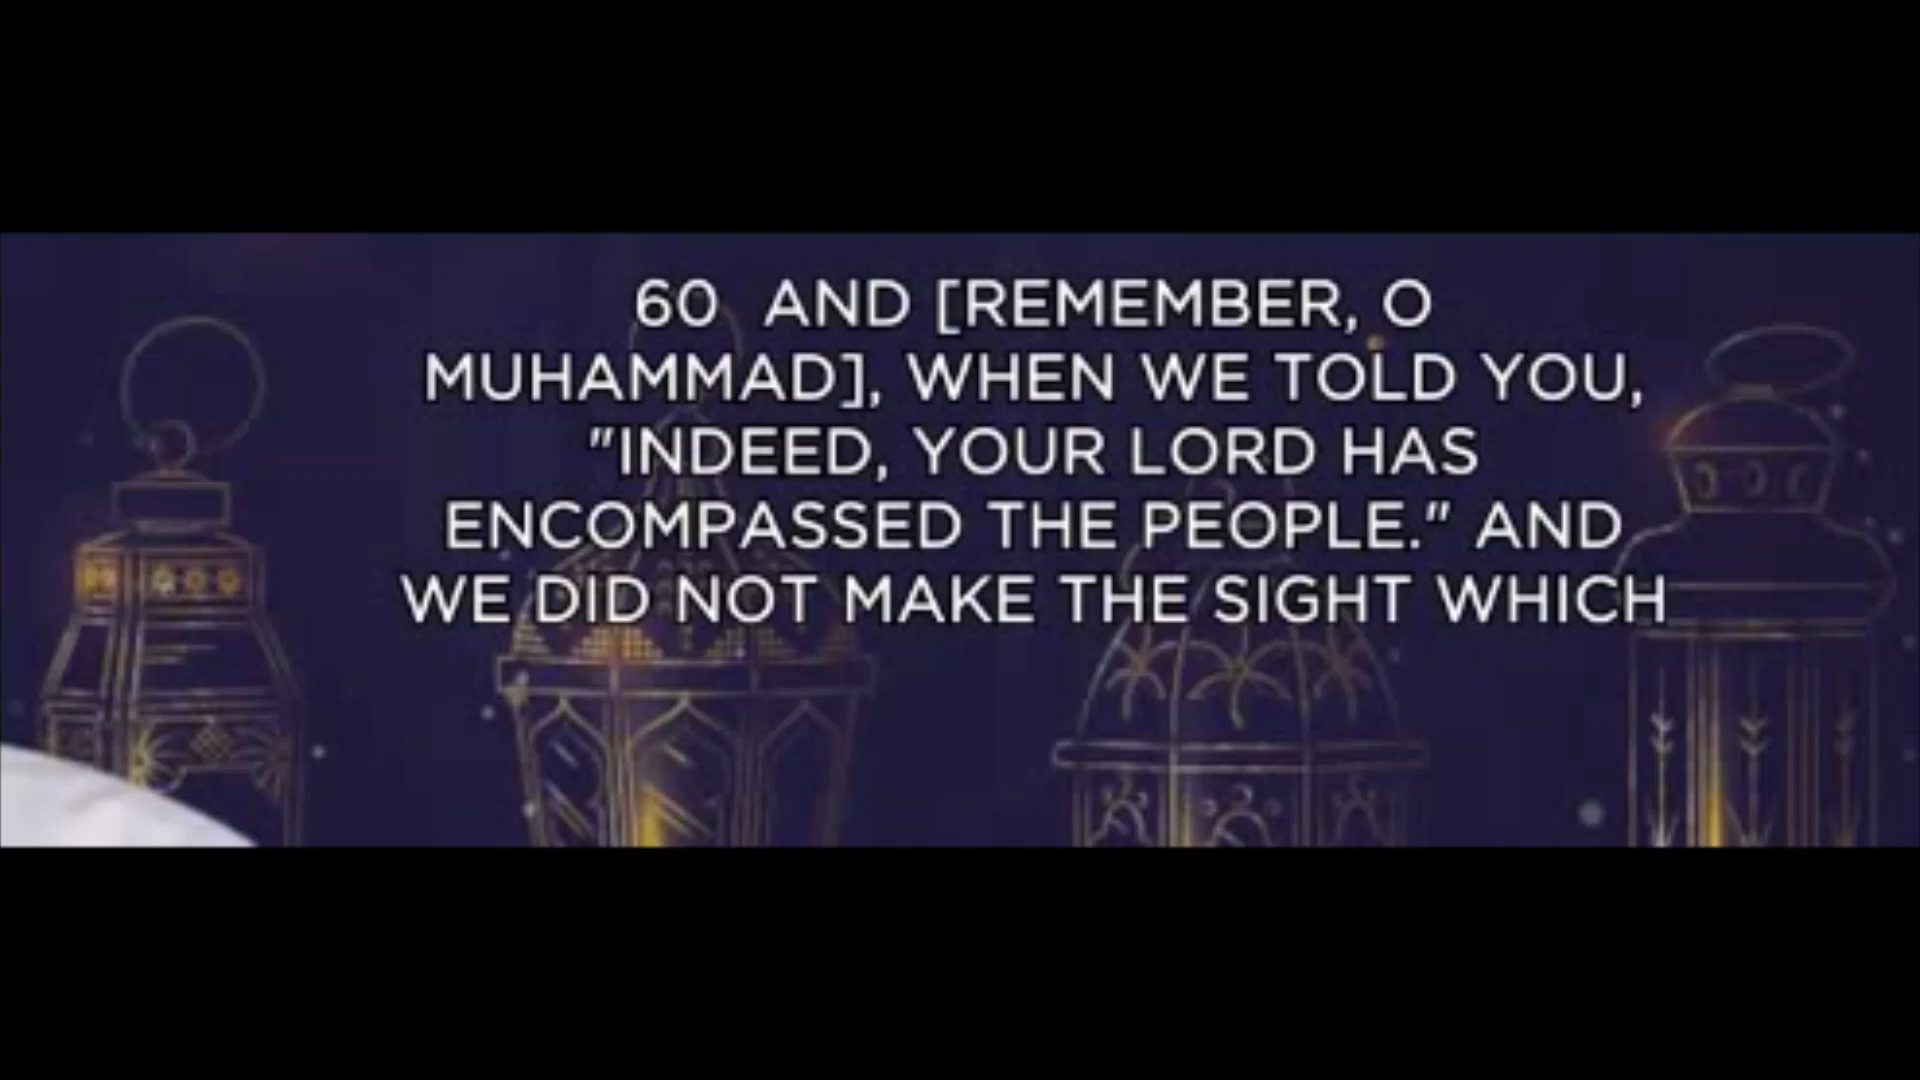 60  AND [REMEMBER, O
MUHAMMAD], WHEN WE TOLD YOU,
"INDEED, YOUR LORD HAS
ENCOMPASSED THE PEOPLE." AND
WE DID NOT MAKE THE SIGHT WHICH